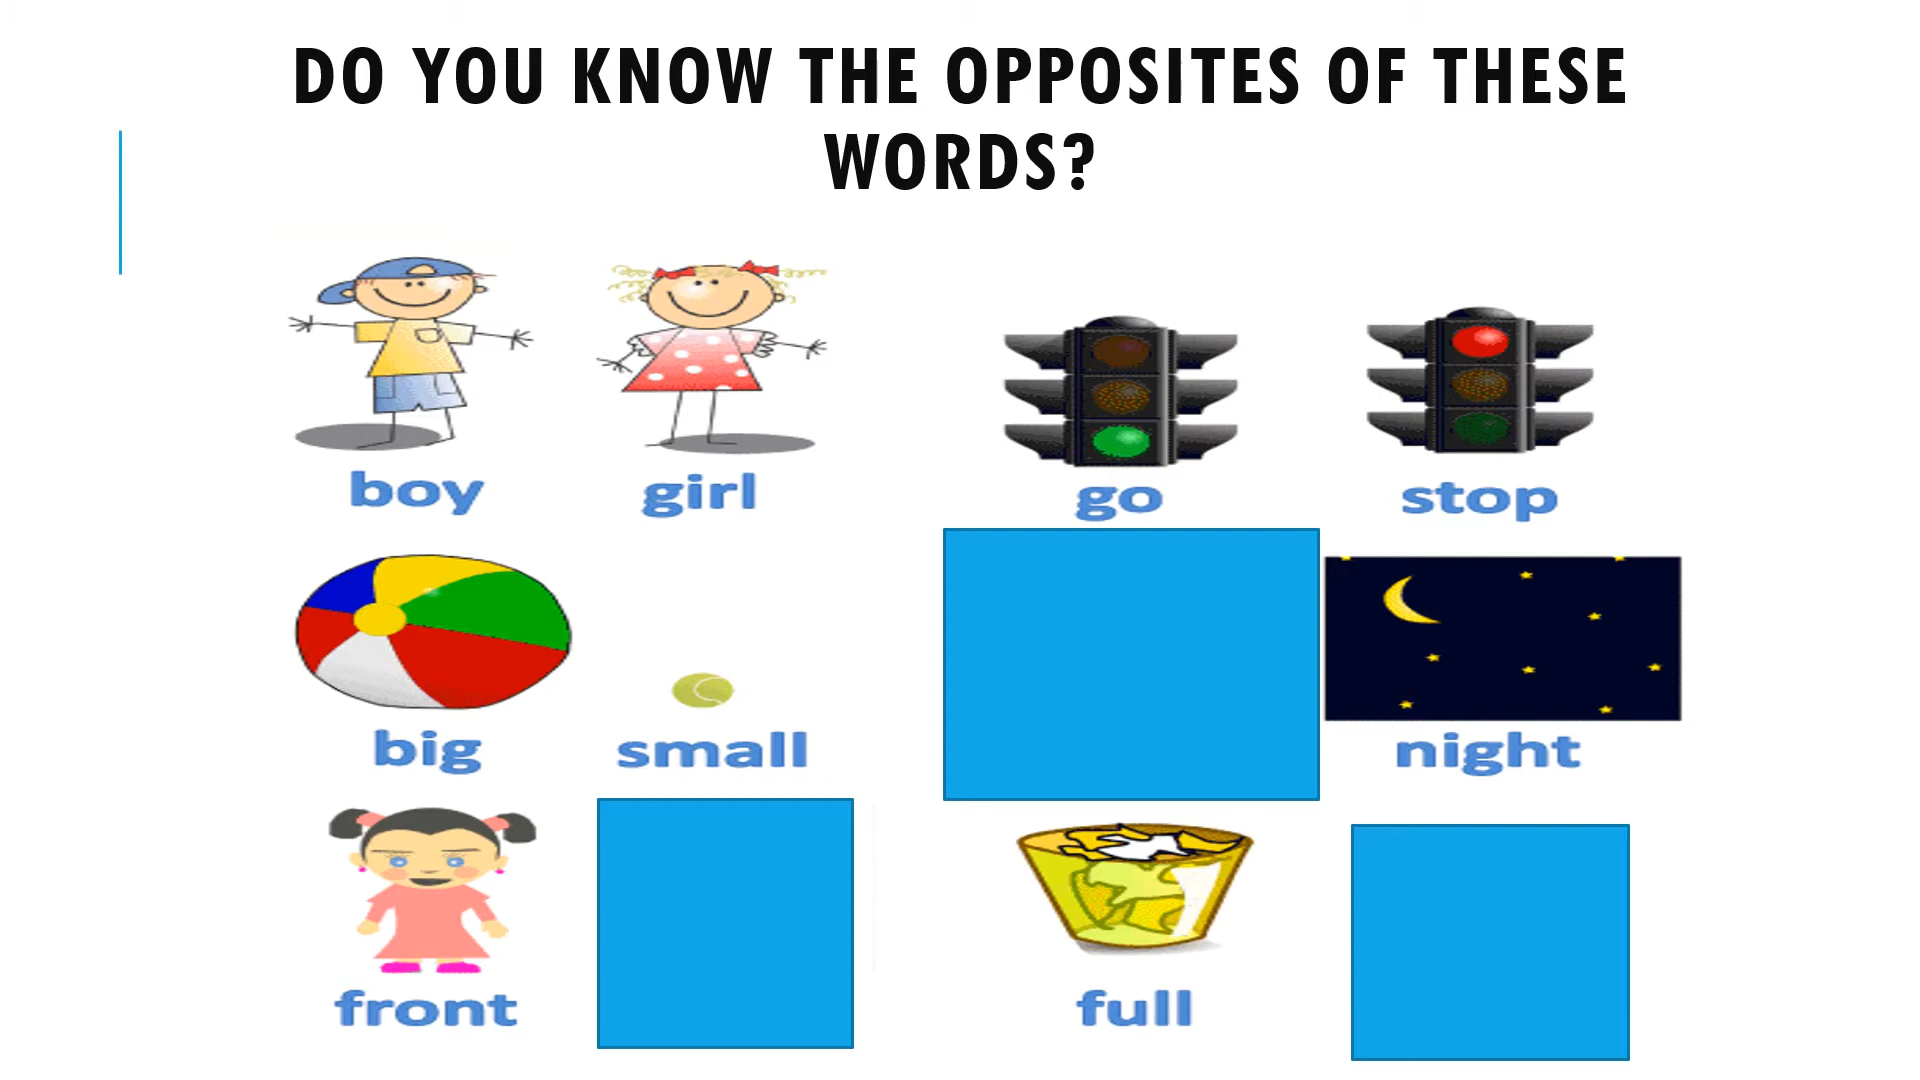 DO YOU KNOW THE OPPOSITES OF THESE
WORDS?
boy girl go stop
big small night
front full